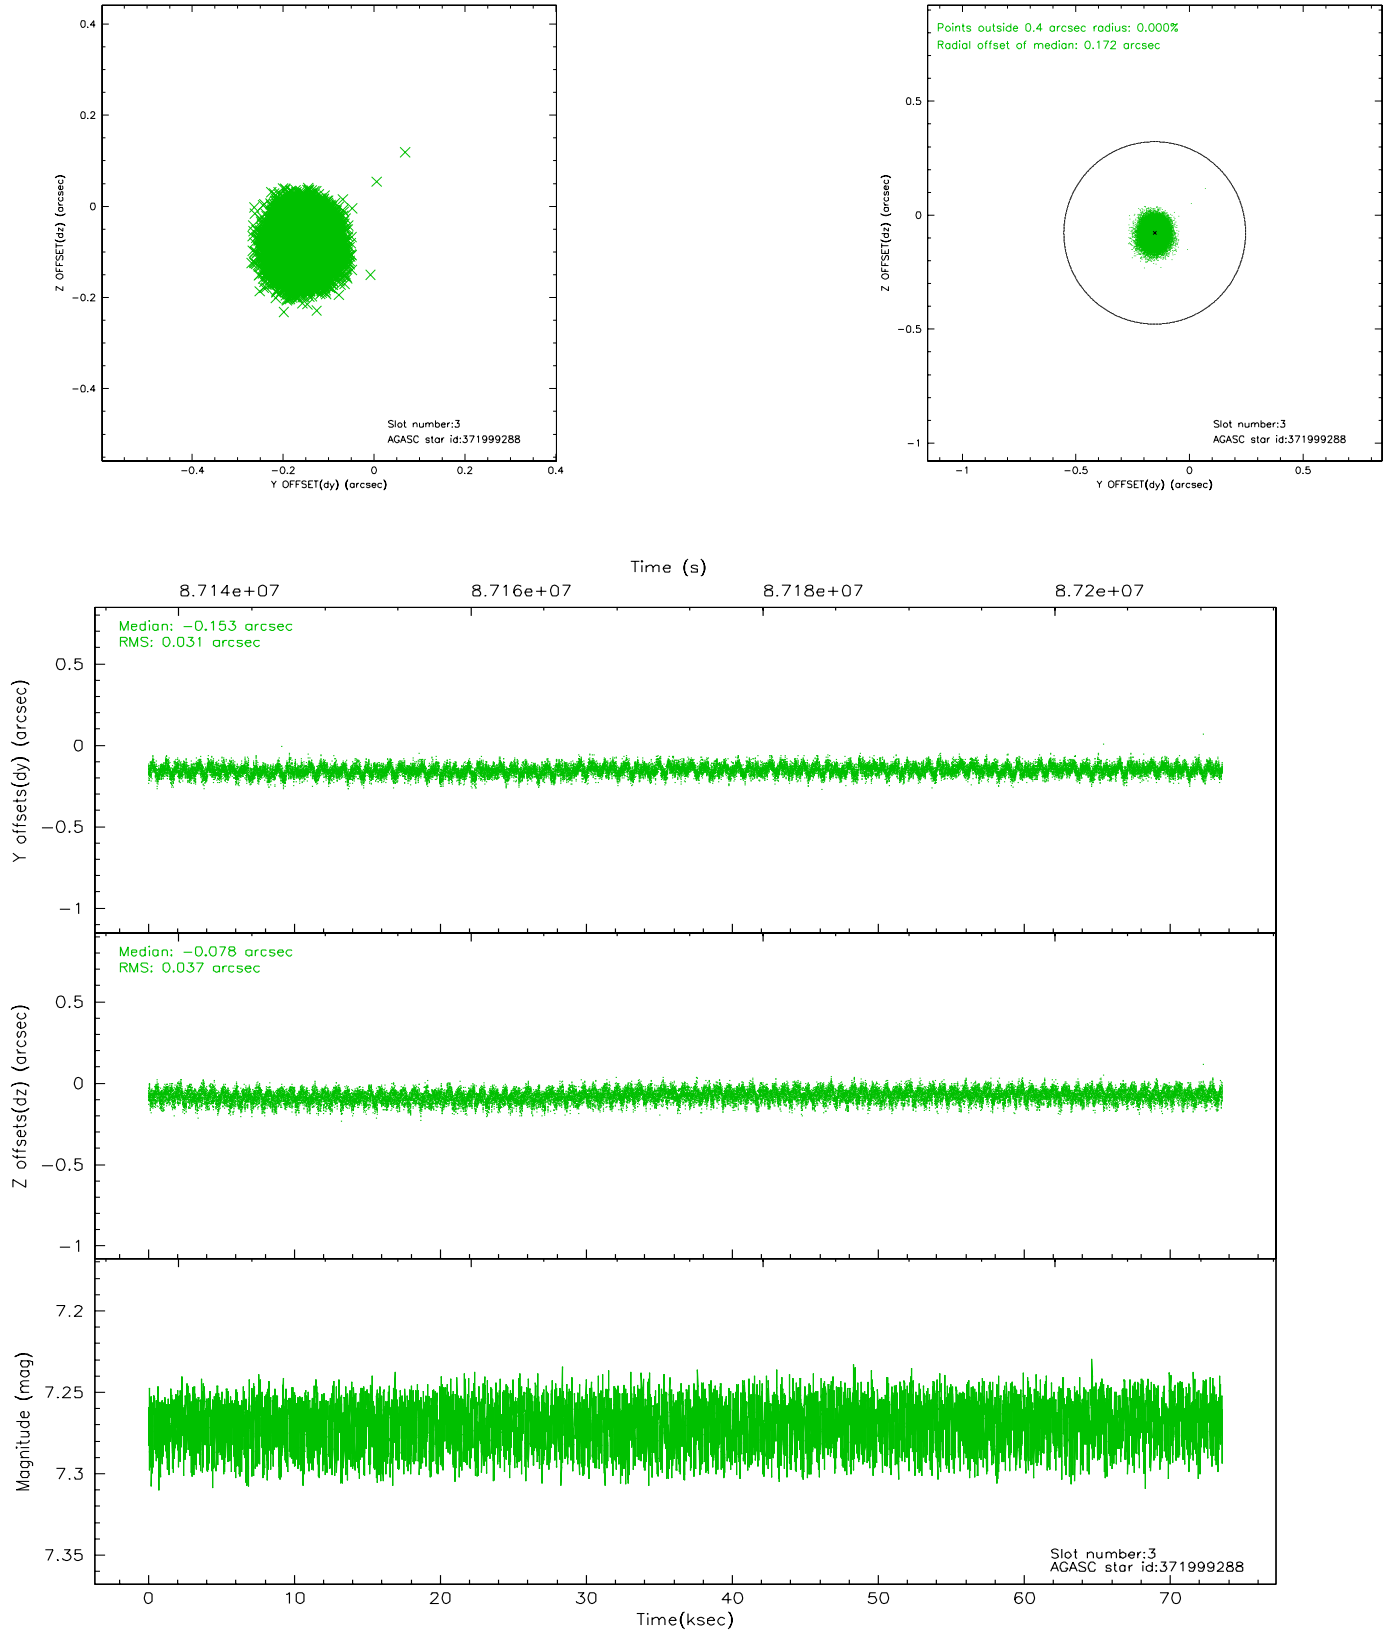 0.4
0.2
0
−0.2
−0.4
Z OFFSET(dz) (arcsec)
Slot number:3
AGASC star id:371999288
−0.4 −0.2 0 0.2 0.4
Y OFFSET(dy) (arcsec)
Points outside 0.4 arcsec radius: 0.000%
Radial offset of median: 0.172 arcsec
0.5
0
−0.5
−1
Z OFFSET(dz) (arcsec)
Slot number:3
AGASC star id:371999288
−1 −0.5 0 0.5
Y OFFSET(dy) (arcsec)
Time (s)
8.714e+07 8.716e+07 8.718e+07 8.72e+07
Median: −0.153 arcsec
RMS: 0.031 arcsec
0.5
0
−0.5
−1
Y offsets(dy) (arcsec)
Median: −0.078 arcsec
RMS: 0.037 arcsec
0.5
0
−0.5
−1
Z offsets(dz) (arcsec)
7.2
7.25
7.3
7.35
Magnitude (mag)
Slot number:3
AGASC star id:371999288
0 10 20 30 40 50 60 70
Time(ksec)